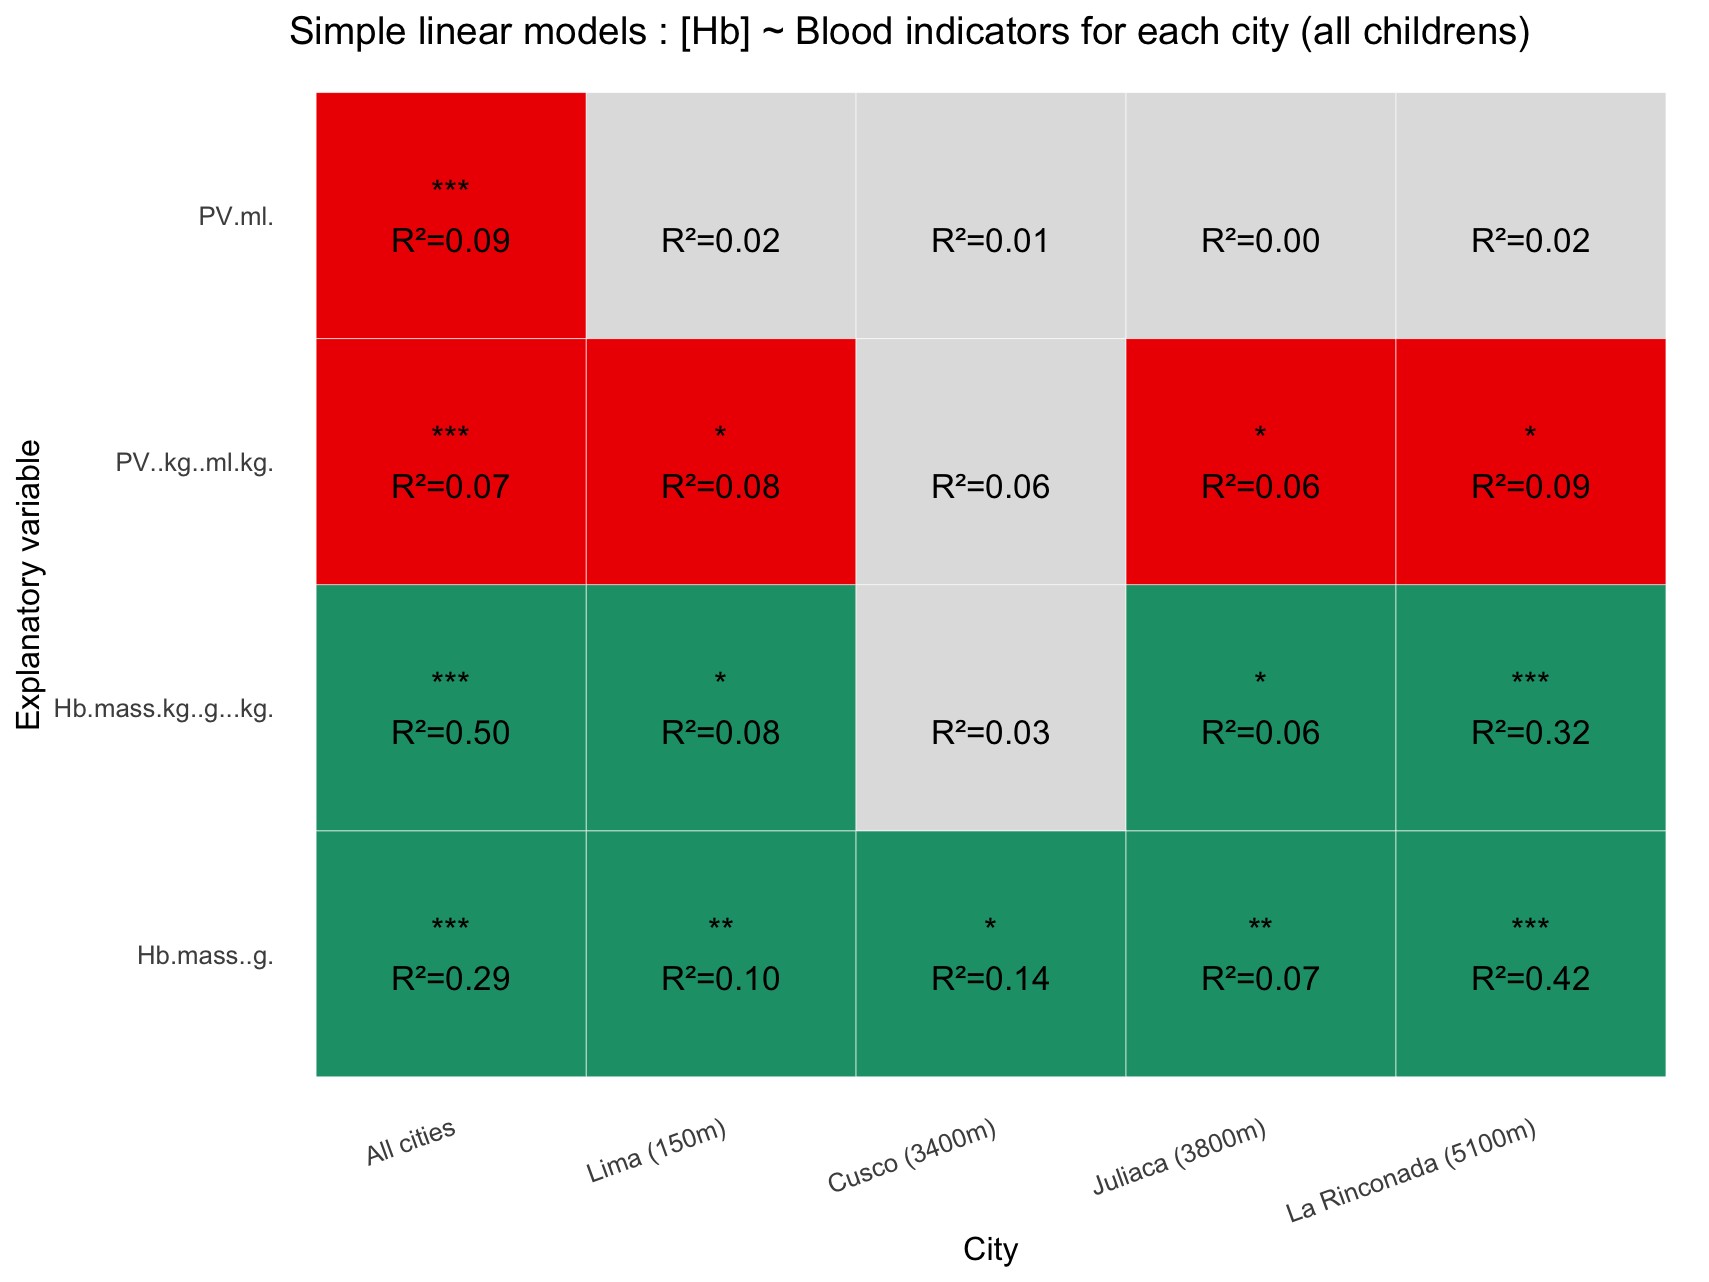 Simple linear models : [Hb] ~ Blood indicators for each city (all childrens)
Explanatory variable
PV.ml.
***
R²=0.09
R²=0.02
R²=0.01
R²=0.00
R²=0.02
PV..kg..ml.kg.
***
R²=0.07
*
R²=0.08
R²=0.06
*
R²=0.06
*
R²=0.09
Hb.mass.kg..g...kg.
***
R²=0.50
*
R²=0.08
R²=0.03
*
R²=0.06
***
R²=0.32
Hb.mass..g.
***
R²=0.29
**
R²=0.10
*
R²=0.14
**
R²=0.07
***
R²=0.42
All cities
Lima (150m)
Cusco (3400m)
Juliaca (3800m)
La Rinconada (5100m)
City